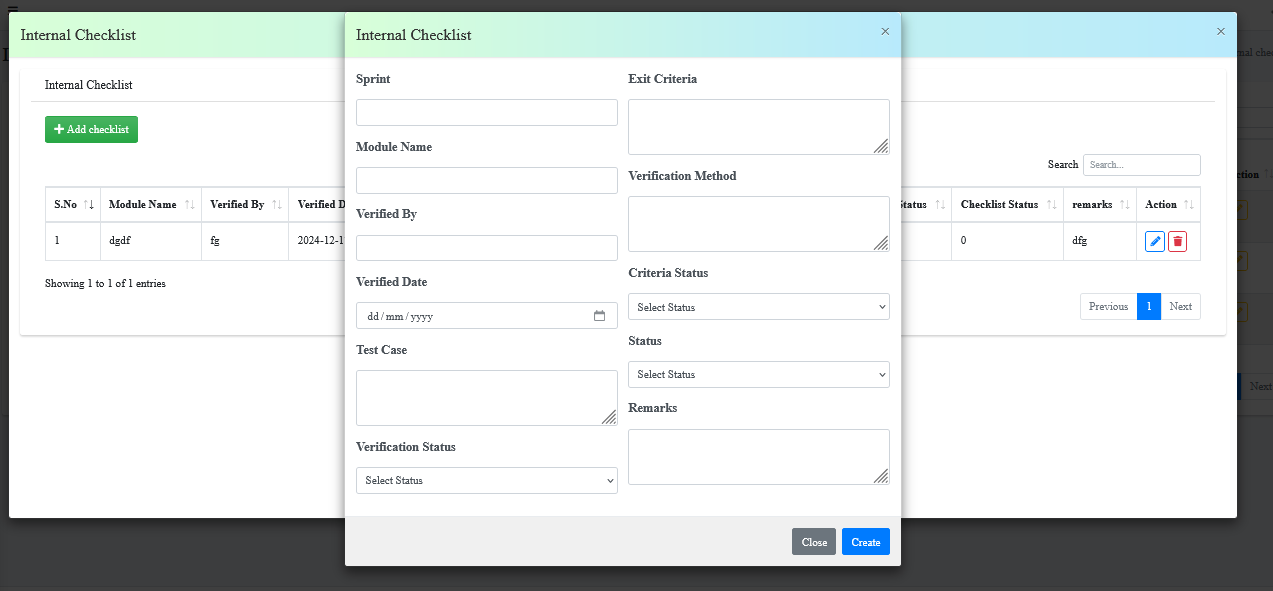 Internal Checklist
Internal Checklist
+ Add checklist
Search Search...
S.No Module Name Verified By Verified D
Status Checklist Status remarks Action
1 dgdf fg 2024-12-1
0 dfg
Showing 1 to 1 of 1 entries
Previous 1 Next
Internal Checklist
Sprint
Module Name
Verified By
Verified Date
dd/mm/yyyy
Test Case
Verification Status
Select Status
Exit Criteria
Verification Method
Criteria Status
Select Status
Status
Select Status
Remarks
Close Create
Next